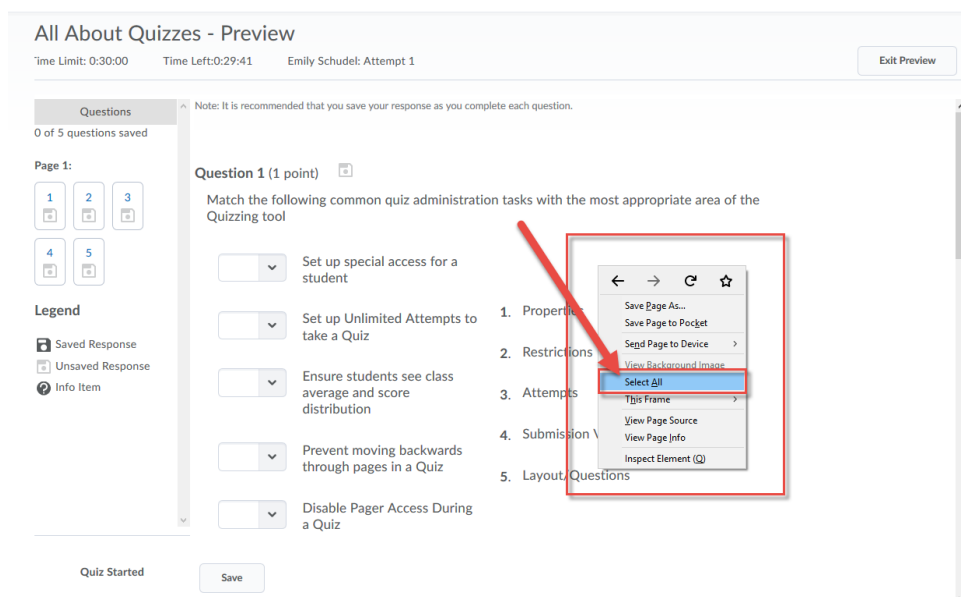 All About Quizzes - Preview
Time Limit: 0:30:00 Time Left:0:29:41 Emily Schudel: Attempt 1
Exit Preview
Questions
0 of 5 questions saved
Page 1:
1 2 3
4 5
Legend
Saved Response
Unsaved Response
Info Item
Quiz Started
Note: It is recommended that you save your response as you complete each question.
Question 1 (1 point)
Match the following common quiz administration tasks with the most appropriate area of the
Quizzing tool
Set up special access for a
student
Set up Unlimited Attempts to
take a Quiz
Ensure students see class
average and score
distribution
Prevent moving backwards
through pages in a Quiz
Disable Pager Access During
a Quiz
1. Properties
2. Restrictions
3. Attempts
4. Submission
5. Layout/Questions
Save Page As...
Save Page to Pocket
Send Page to Device
View Background Image
Select All
This Frame
View Page Source
View Page Info
Inspect Element (Q)
Save